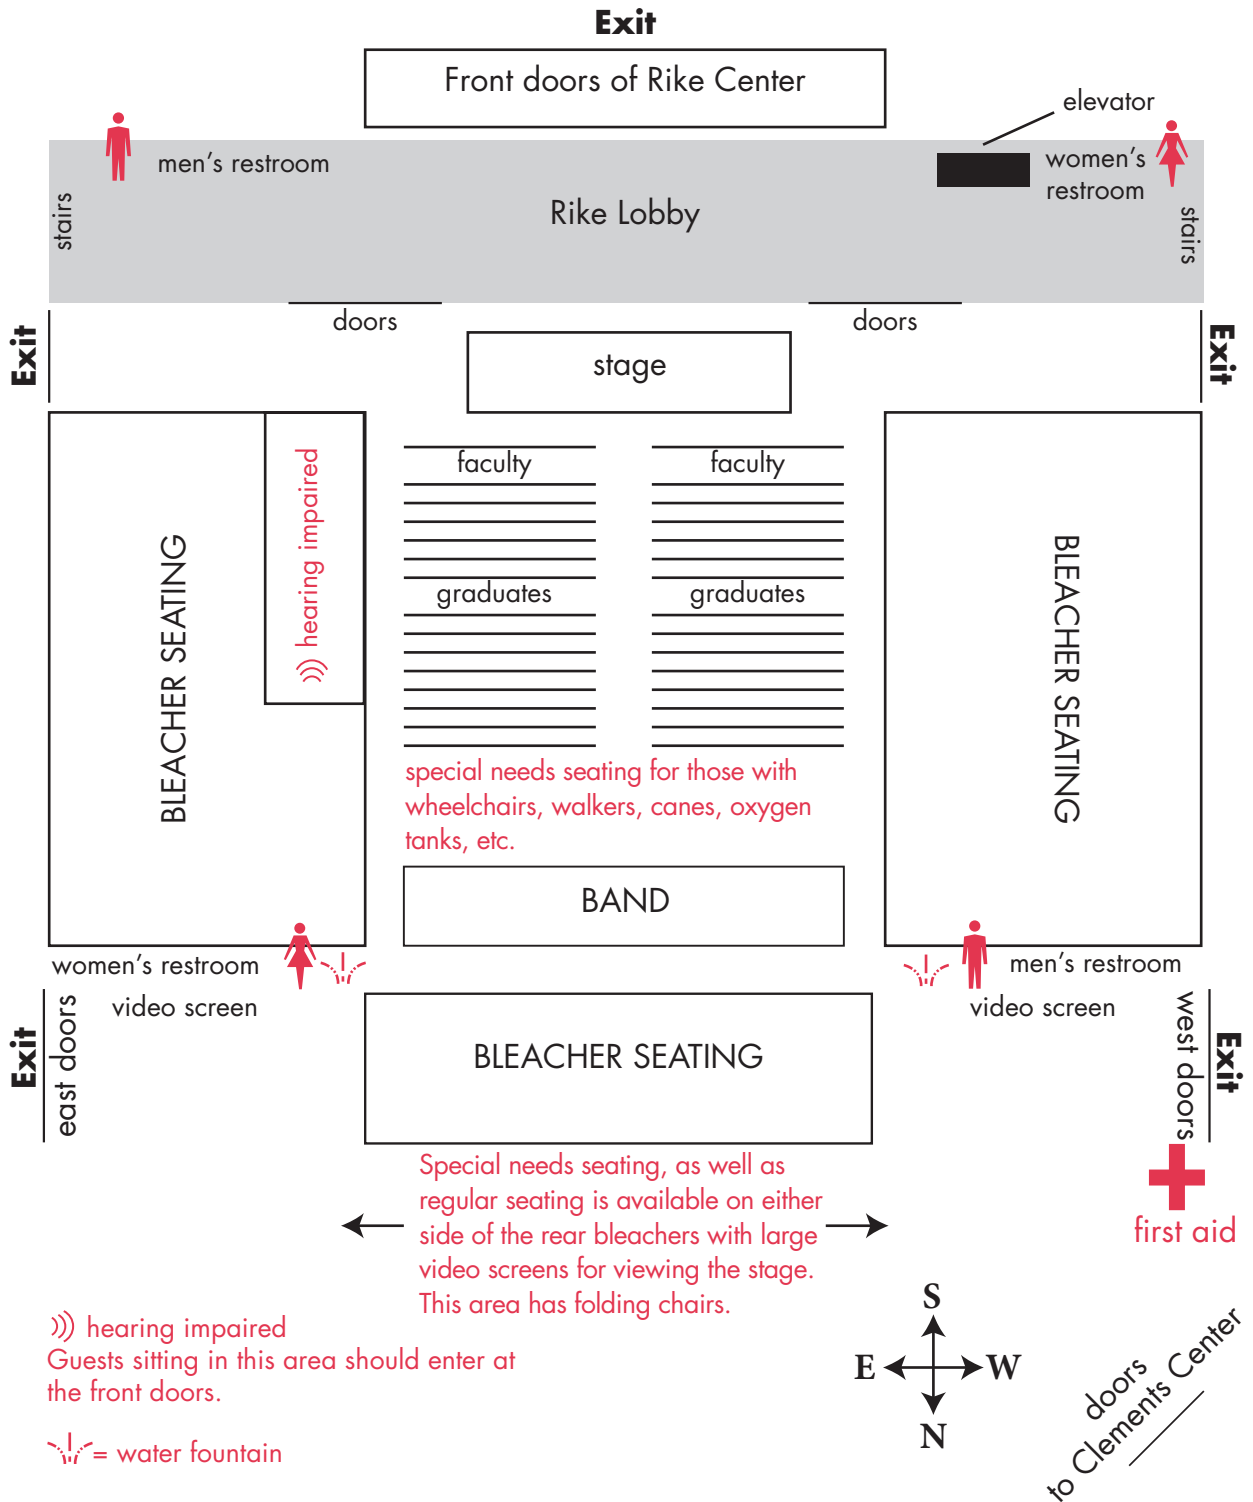 Exit
Front doors of Rike Center
elevator
men's restroom
women's
restroom
stairs
Rike Lobby
stairs
doors
doors
Exit
Exit
stage
faculty
faculty
hearing impaired
BLEACHER SEATING
BLEACHER SEATING
graduates
graduates
special needs seating for those with
wheelchairs, walkers, canes, oxygen
tanks, etc.
BAND
women's restroom
men's restroom
video screen
video screen
Exit
east doors
west doors
Exit
BLEACHER SEATING
Special needs seating, as well as
regular seating is available on either
side of the rear bleachers with large
video screens for viewing the stage.
This area has folding chairs.
first aid
hearing impaired
Guests sitting in this area should enter at
the front doors.
= water fountain
S
E
W
N
doors
to Clements Center